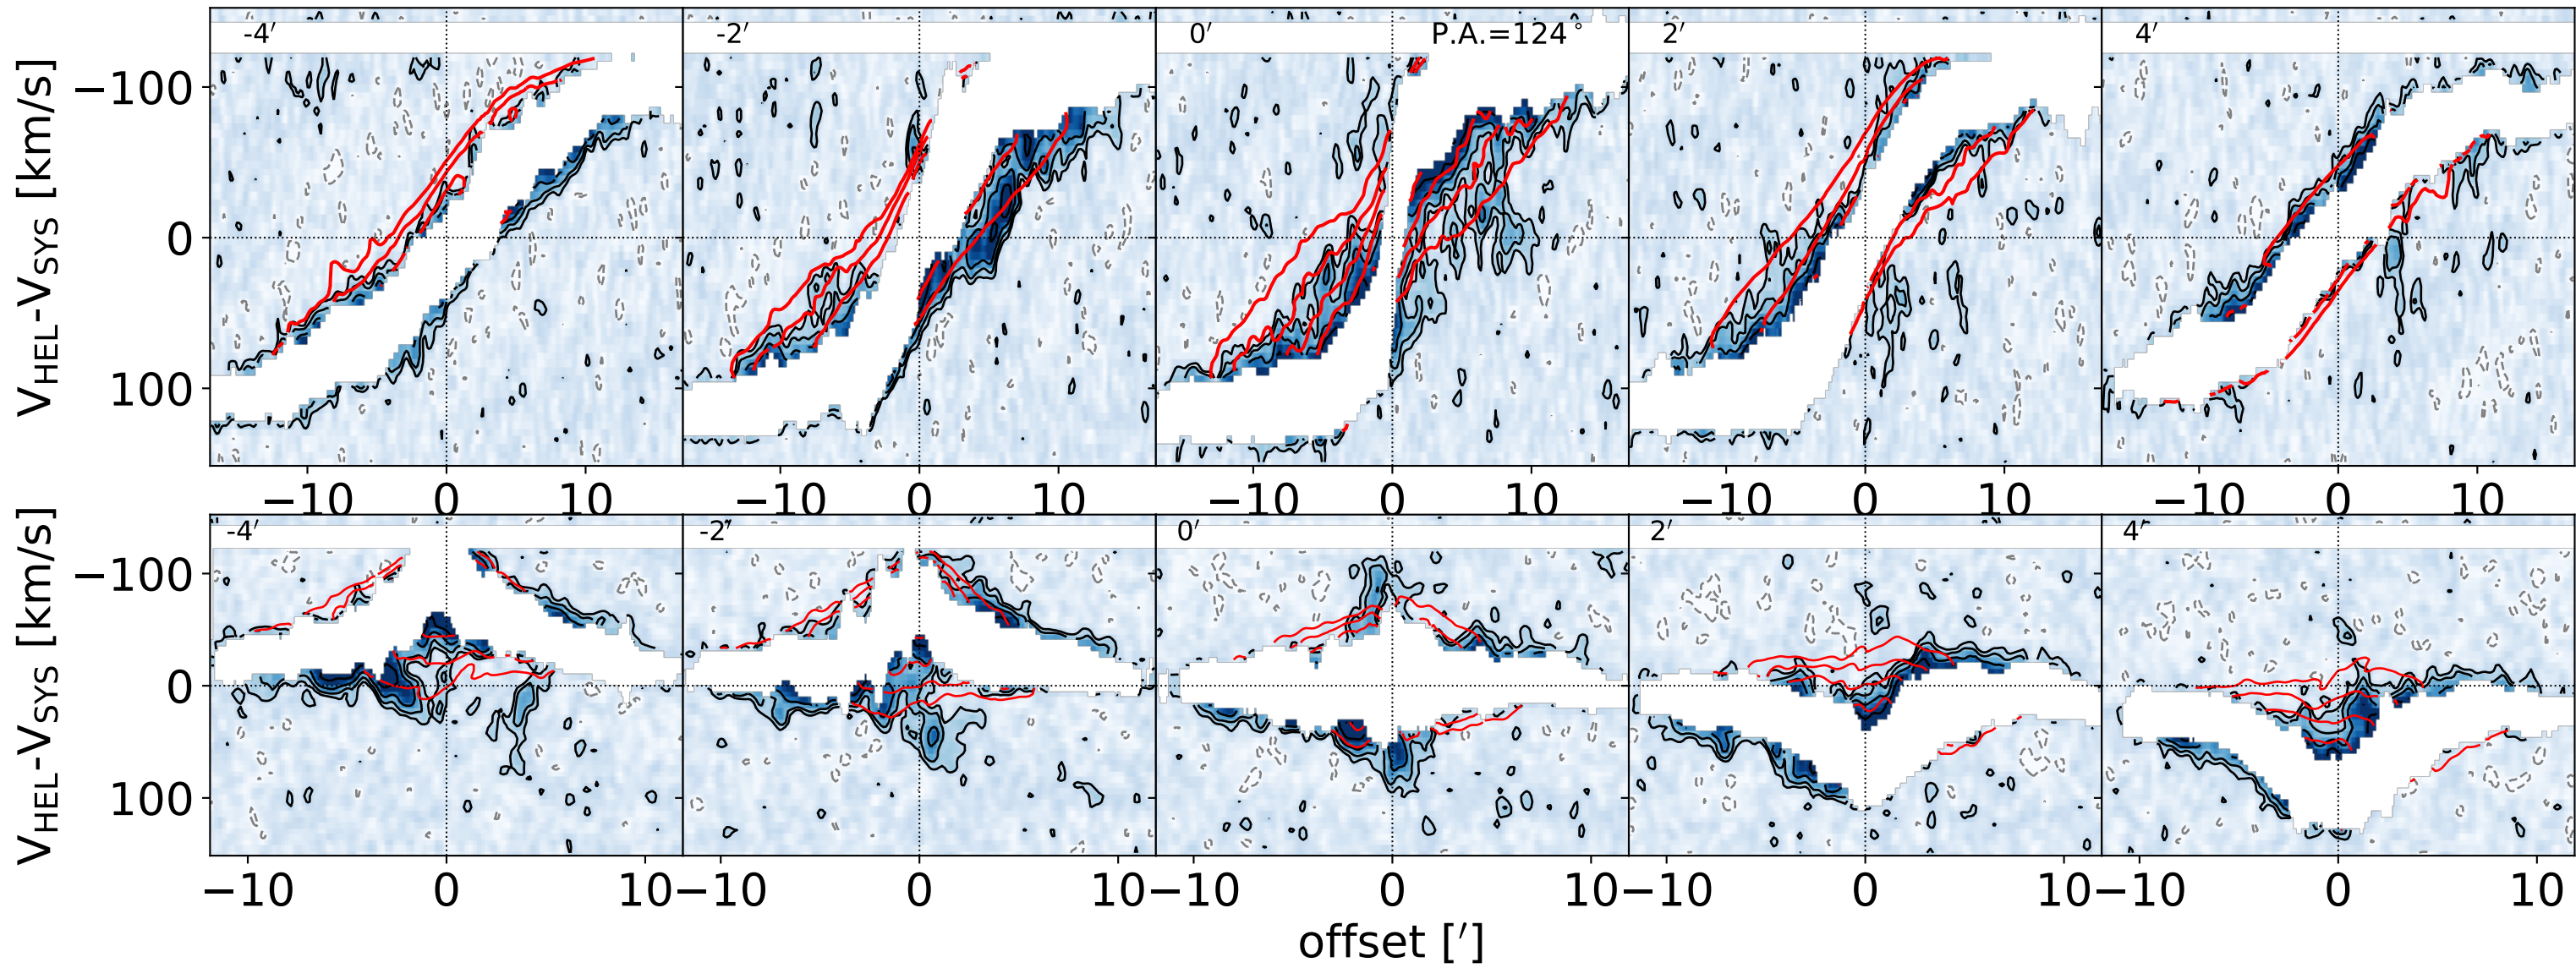 -4′ -2′ 0′ P.A.=124° 2′ 4′
V_HEL-V_SYS [km/s]
−100
0
100
−10 0 10 −10 0 10 −10 0 10 −10 0 10 −10 0 10
-4′ -2′ 0′ 2′ 4′
V_HEL-V_SYS [km/s]
−100
0
100
−10 0 10 −10 0 10 −10 0 10 −10 0 10 −10 0 10
offset [′]